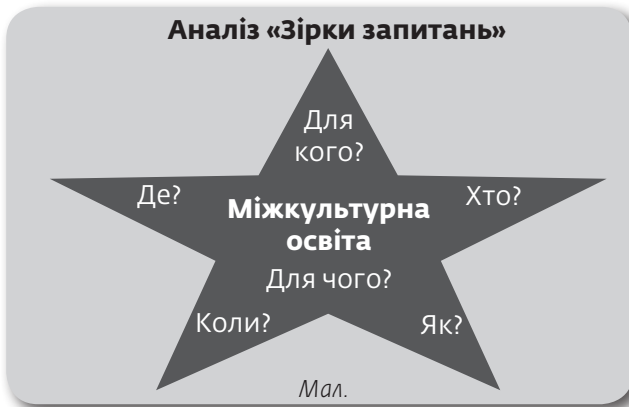 Аналіз «Зірки запитань»
Для
кого?
Де?
Хто?
Міжкультурна
освіта
Для чого?
Коли?
Як?
Мал.